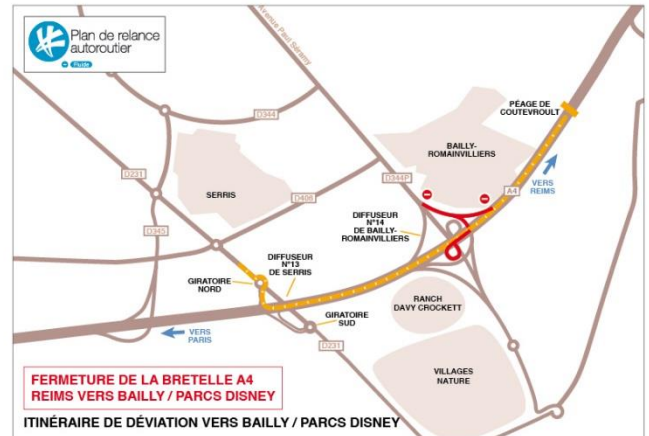 Plan de relance
autoroutier
Fluide
Avenue Paul Séramy
D344
D231
SERRIS
D406
D345
D344P
PÉAGE DE
COUTEVROULT
BAILLY-
ROMAINVILLIERS
A4
VERS
REIMS
DIFFUSEUR
N°14
DE BAILLY-
ROMAINVILLIERS
DIFFUSEUR
N°13
DE SERRIS
GIRATOIRE
NORD
GIRATOIRE
SUD
D231
RANCH
DAVY CROCKETT
VERS
PARIS
VILLAGES
NATURE
FERMETURE DE LA BRETELLE A4
REIMS VERS BAILLY / PARCS DISNEY
ITINÉRAIRE DE DÉVIATION VERS BAILLY / PARCS DISNEY